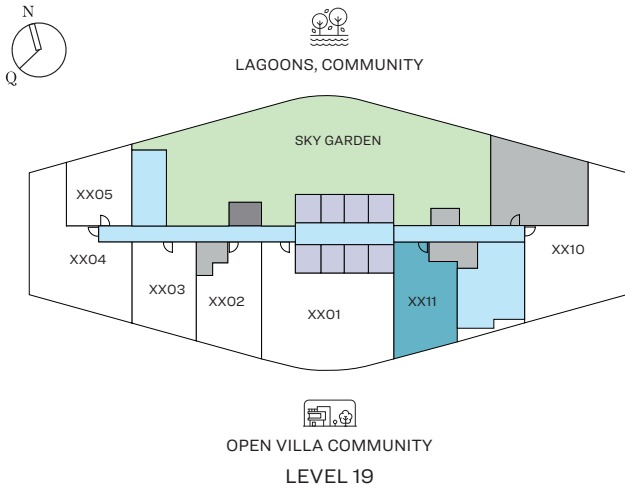 N
Q
LAGOONS, COMMUNITY
SKY GARDEN
XX05
XX04
XX03
XX02
XX01
XX11
XX10
OPEN VILLA COMMUNITY
LEVEL 19